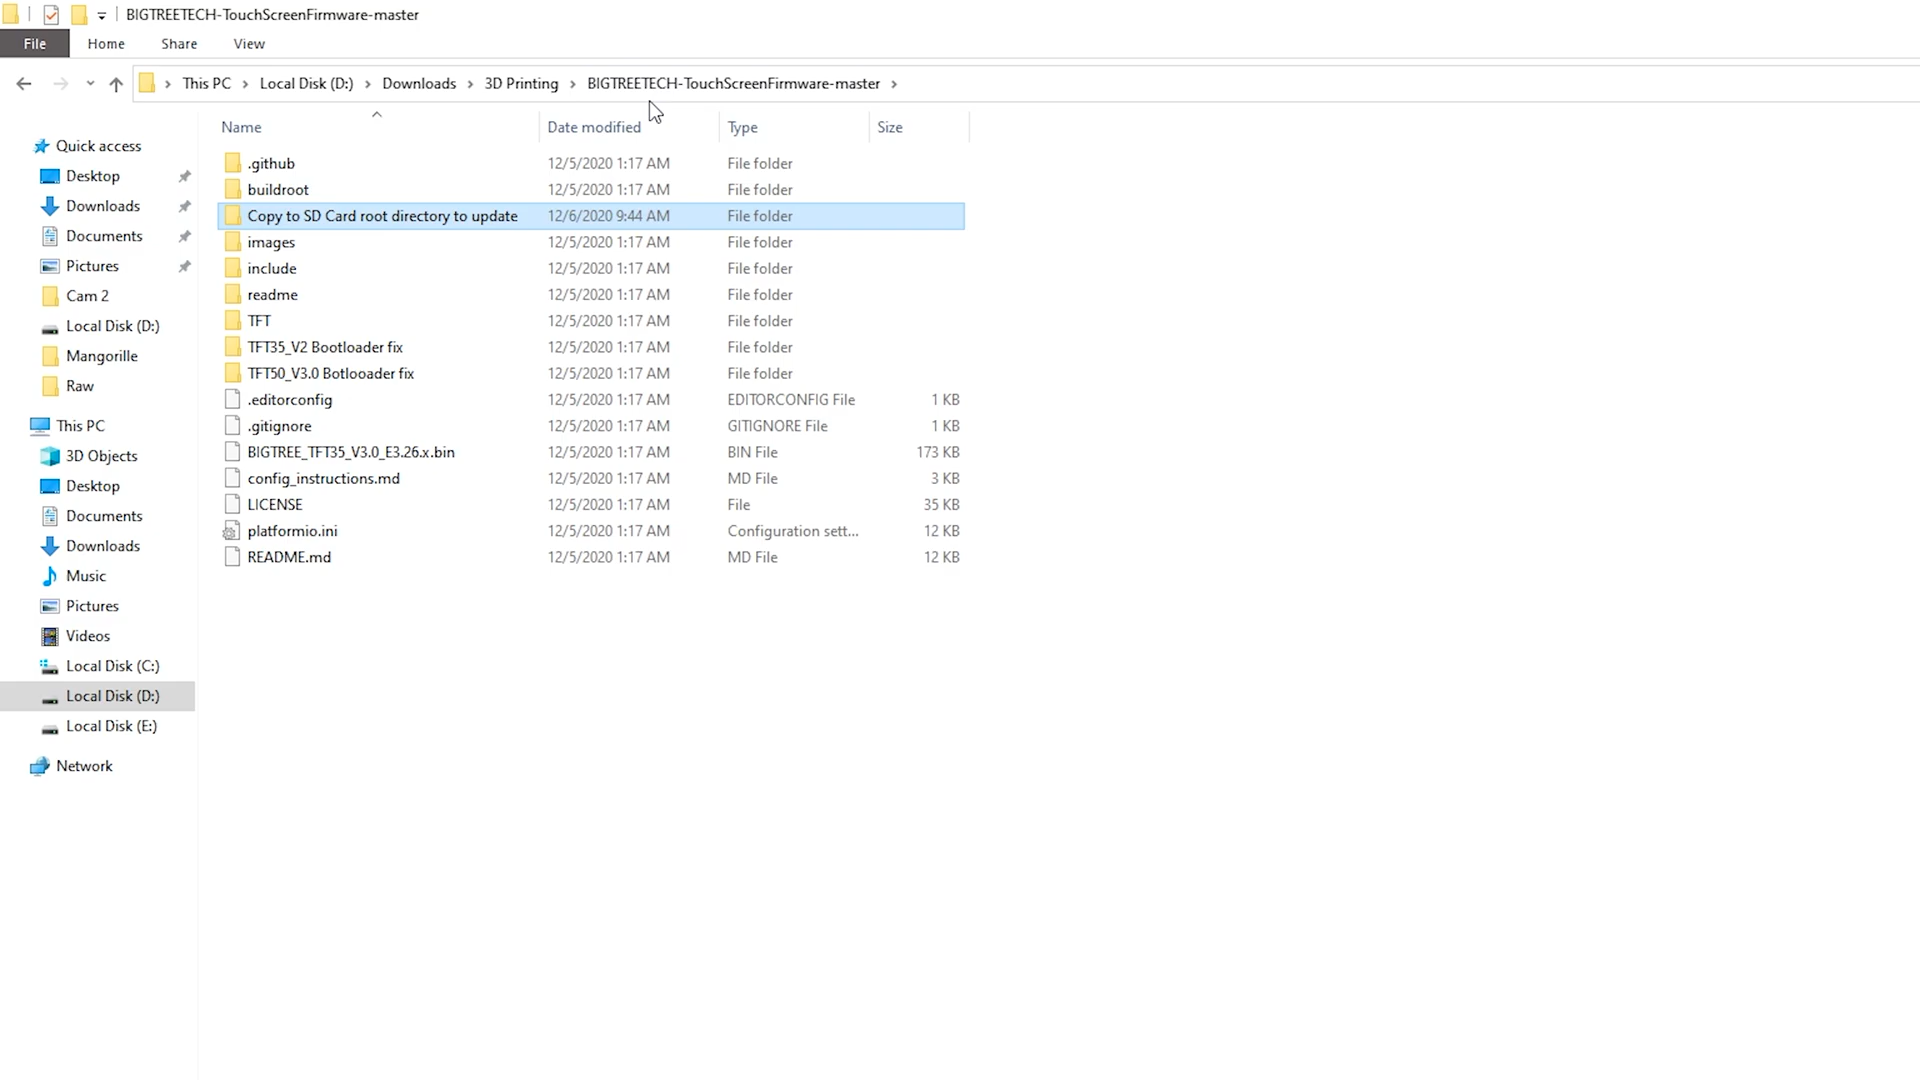 BIGTREETECH-TouchScreenFirmware-master
File Home Share View
This PC Local Disk (D:) Downloads 3D Printing BIGTREETECH-TouchScreenFirmware-master
Name Date modified Type Size
Quick access
Desktop
Downloads
Documents
Pictures
Cam 2
Local Disk (D:)
Mangorille
Raw
This PC
3D Objects
Desktop
Documents
Downloads
Music
Pictures
Videos
Local Disk (C:)
Local Disk (D:)
Local Disk (E:)
Network
.github 12/5/2020 1:17 AM File folder
buildroot 12/5/2020 1:17 AM File folder
Copy to SD Card root directory to update 12/6/2020 9:44 AM File folder
images 12/5/2020 1:17 AM File folder
include 12/5/2020 1:17 AM File folder
readme 12/5/2020 1:17 AM File folder
TFT 12/5/2020 1:17 AM File folder
TFT35_V2 Bootloader fix 12/5/2020 1:17 AM File folder
TFT50_V3.0 Botlooader fix 12/5/2020 1:17 AM File folder
.editorconfig 12/5/2020 1:17 AM EDITORCONFIG File 1 KB
.gitignore 12/5/2020 1:17 AM GITIGNORE File 1 KB
BIGTREE_TFT35_V3.0_E3.26.x.bin 12/5/2020 1:17 AM BIN File 173 KB
config_instructions.md 12/5/2020 1:17 AM MD File 3 KB
LICENSE 12/5/2020 1:17 AM File 35 KB
platformio.ini 12/5/2020 1:17 AM Configuration sett... 12 KB
README.md 12/5/2020 1:17 AM MD File 12 KB